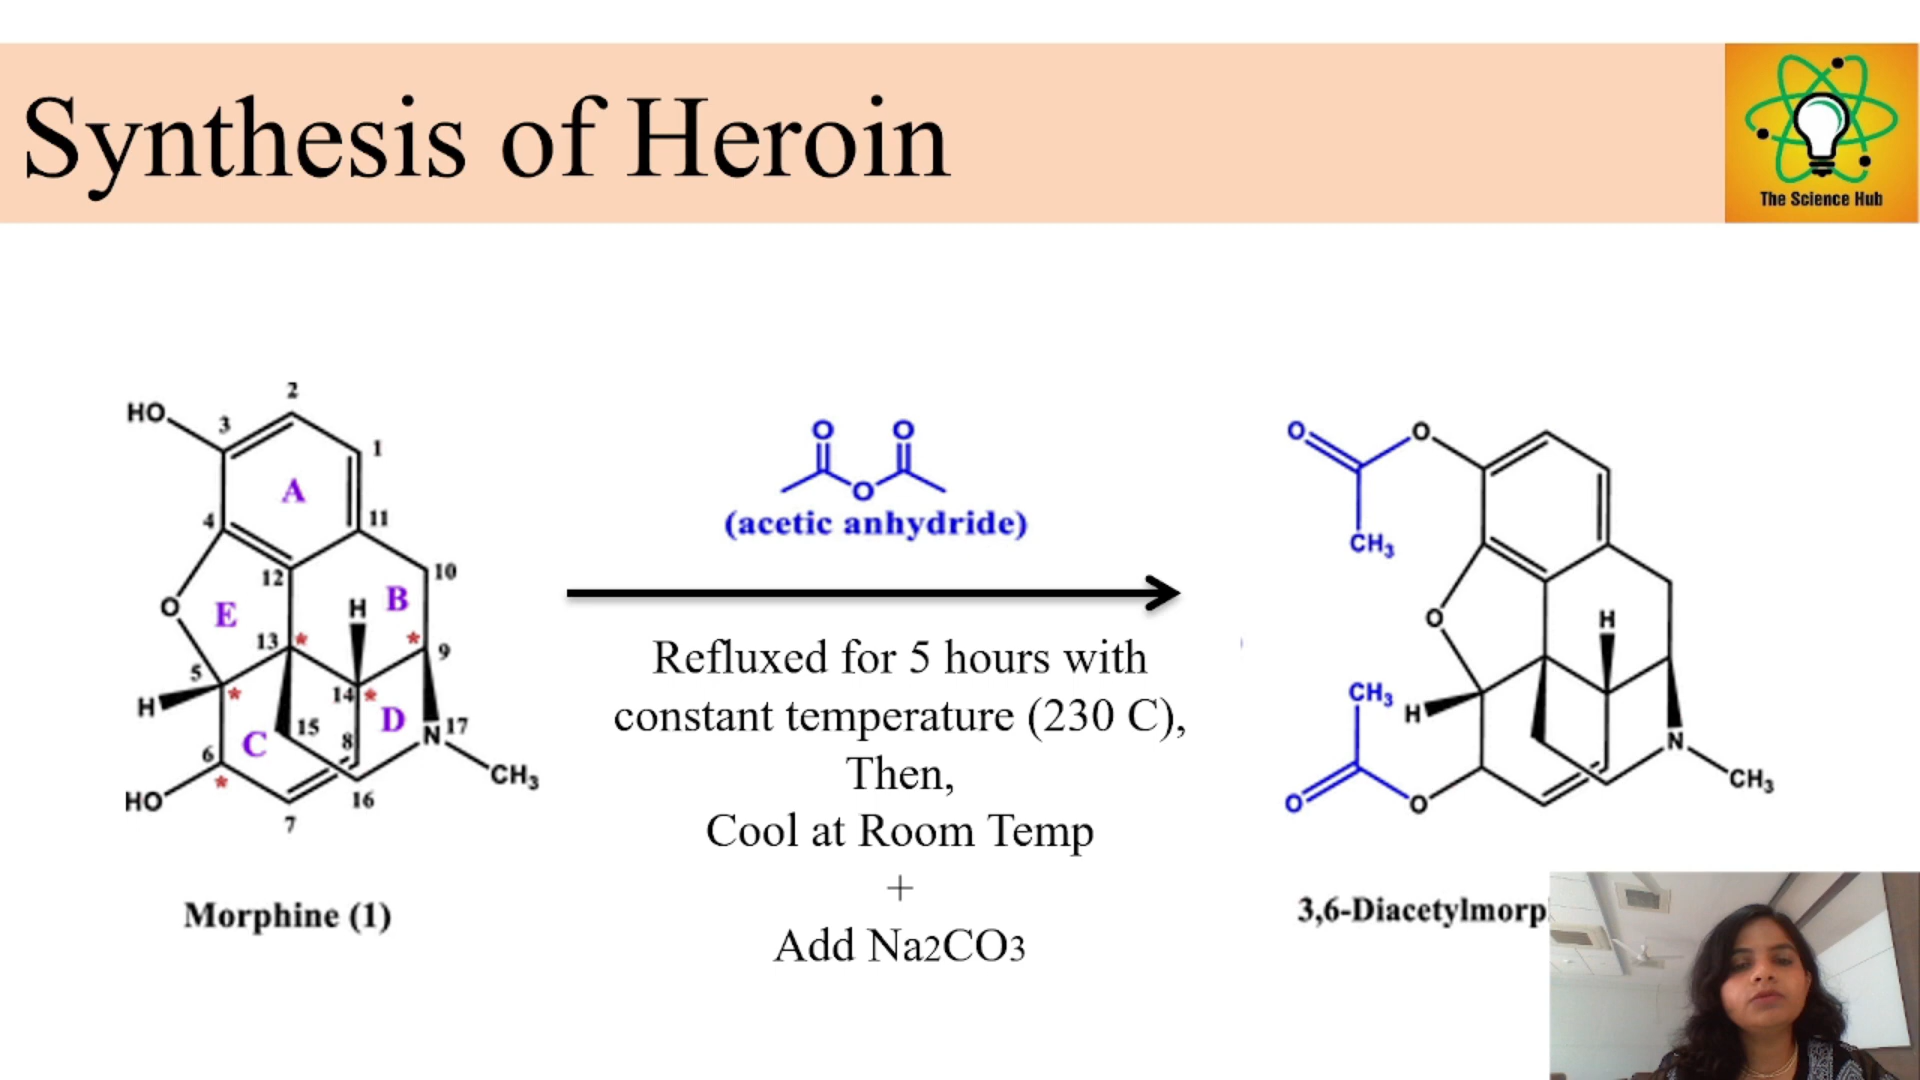 Synthesis of Heroin
The Science Hub
HO
3
2
1
A
4
11
12
10
O
E
H
B
13
*
*
9
5
H
*
14
*
D
15
C
8
N
17
6
*
HO
CH3
7
16
Morphine (1)
O O
O
(acetic anhydride)
Refluxed for 5 hours with
constant temperature (230 C),
Then,
Cool at Room Temp
+
Add Na2CO3
O
O
CH3
O
H
CH3
H
N
CH3
O
O
3,6-Diacetylmorp